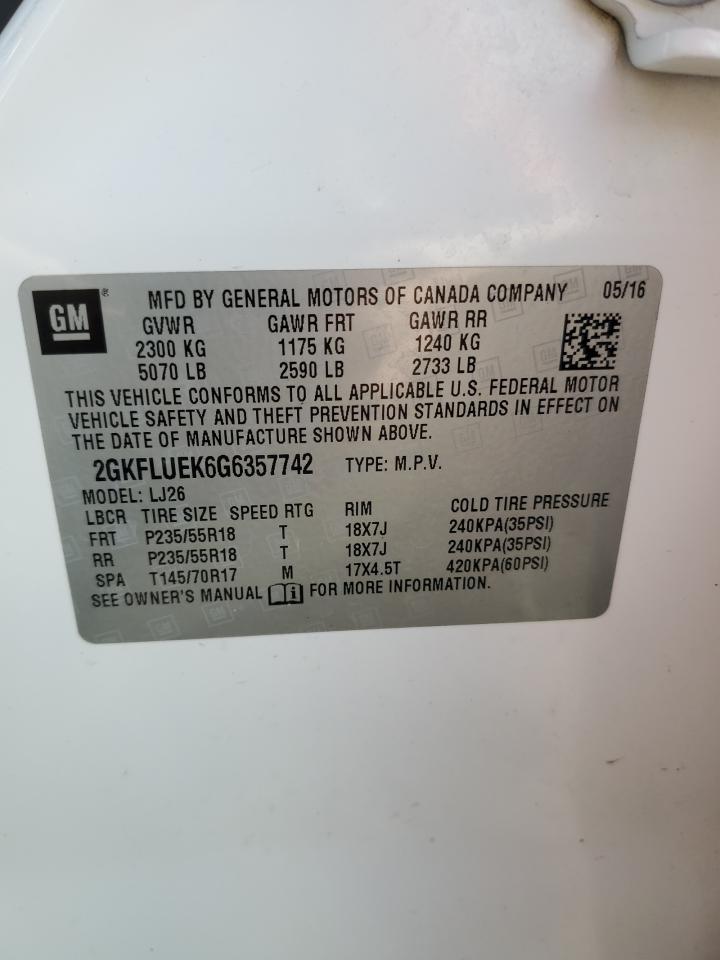 GM ® MFD BY GENERAL MOTORS OF CANADA COMPANY 05/16
GVWR GAWR FRT GAWR RR
2300 KG 1175 KG 1240 KG
5070 LB 2590 LB 2733 LB
THIS VEHICLE CONFORMS TO ALL APPLICABLE U.S. FEDERAL MOTOR
VEHICLE SAFETY AND THEFT PREVENTION STANDARDS IN EFFECT ON
THE DATE OF MANUFACTURE SHOWN ABOVE.
2GKFLUEK6G6357742 TYPE: M.P.V.
MODEL: LJ26
LBCR TIRE SIZE SPEED RTG RIM COLD TIRE PRESSURE
FRT P235/55R18 T 18X7J 240KPA(35PSI)
RR P235/55R18 T 18X7J 240KPA(35PSI)
SPA T145/70R17 M 17X4.5T 420KPA(60PSI)
SEE OWNER'S MANUAL i FOR MORE INFORMATION.